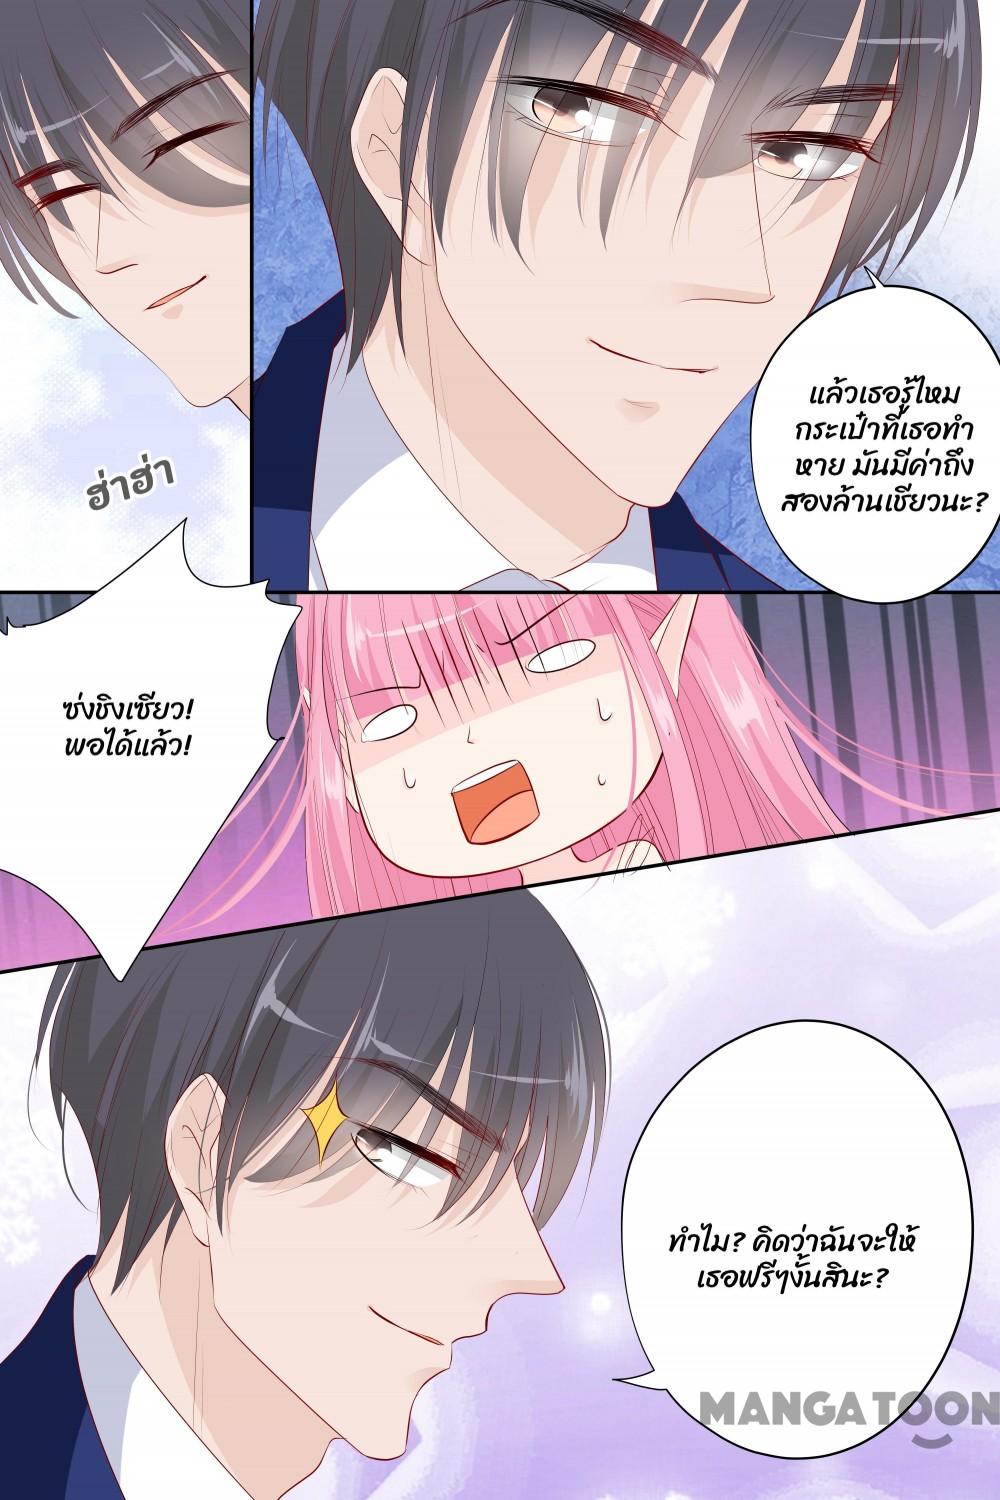 ฮ่าฮ่า
แล้วเธอรู้ไหม
กระเป๋าที่เธอทำ
หาย มันมีค่าถึง
สองล้านเชียวนะ?
ซ่งชิงเซียว!
พอได้แล้ว!
ทำไม? คิดว่าฉันจะให้
เธอฟรีๆงั้นสินะ?
MANGATOON